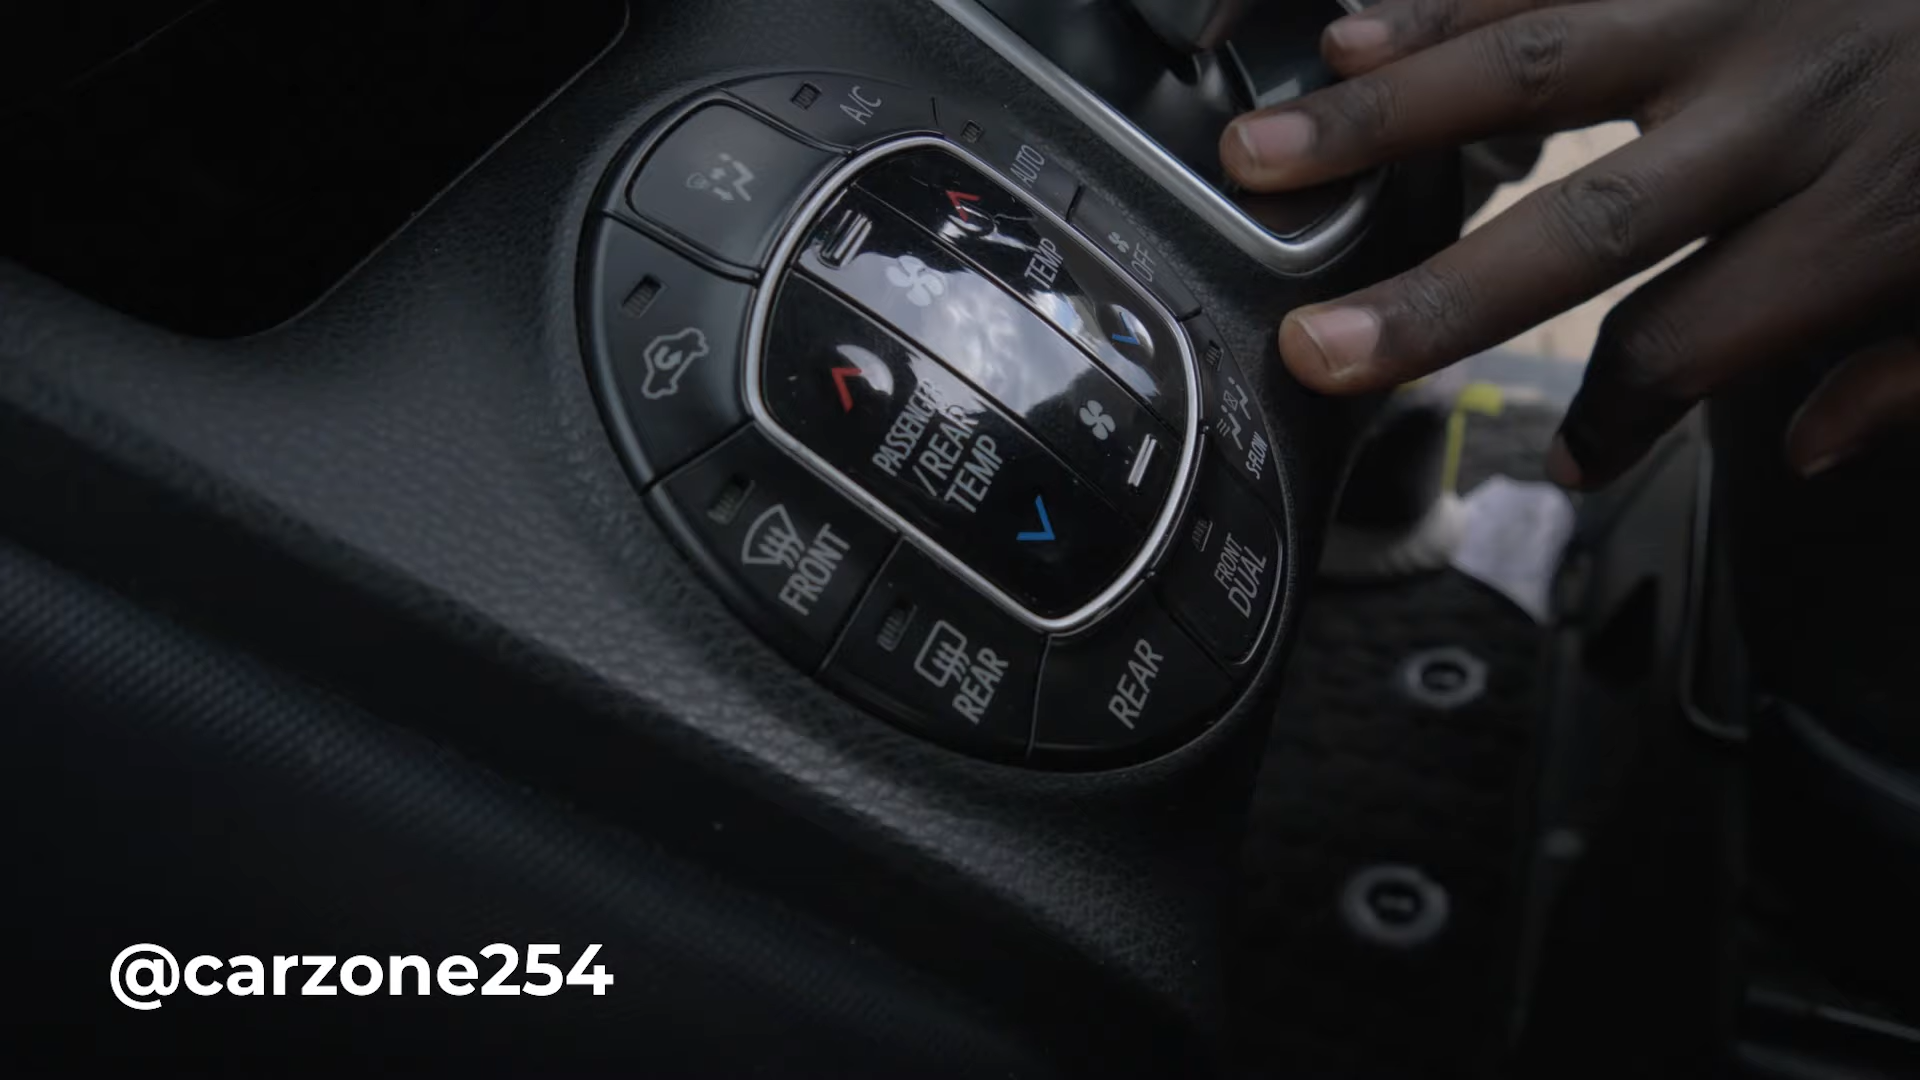 A/C
AUTO
TEMP
OFF
PASSENGER
/REAR
TEMP
S-FLOW
FRONT
FRONT
DUAL
REAR
REAR
@carzone254